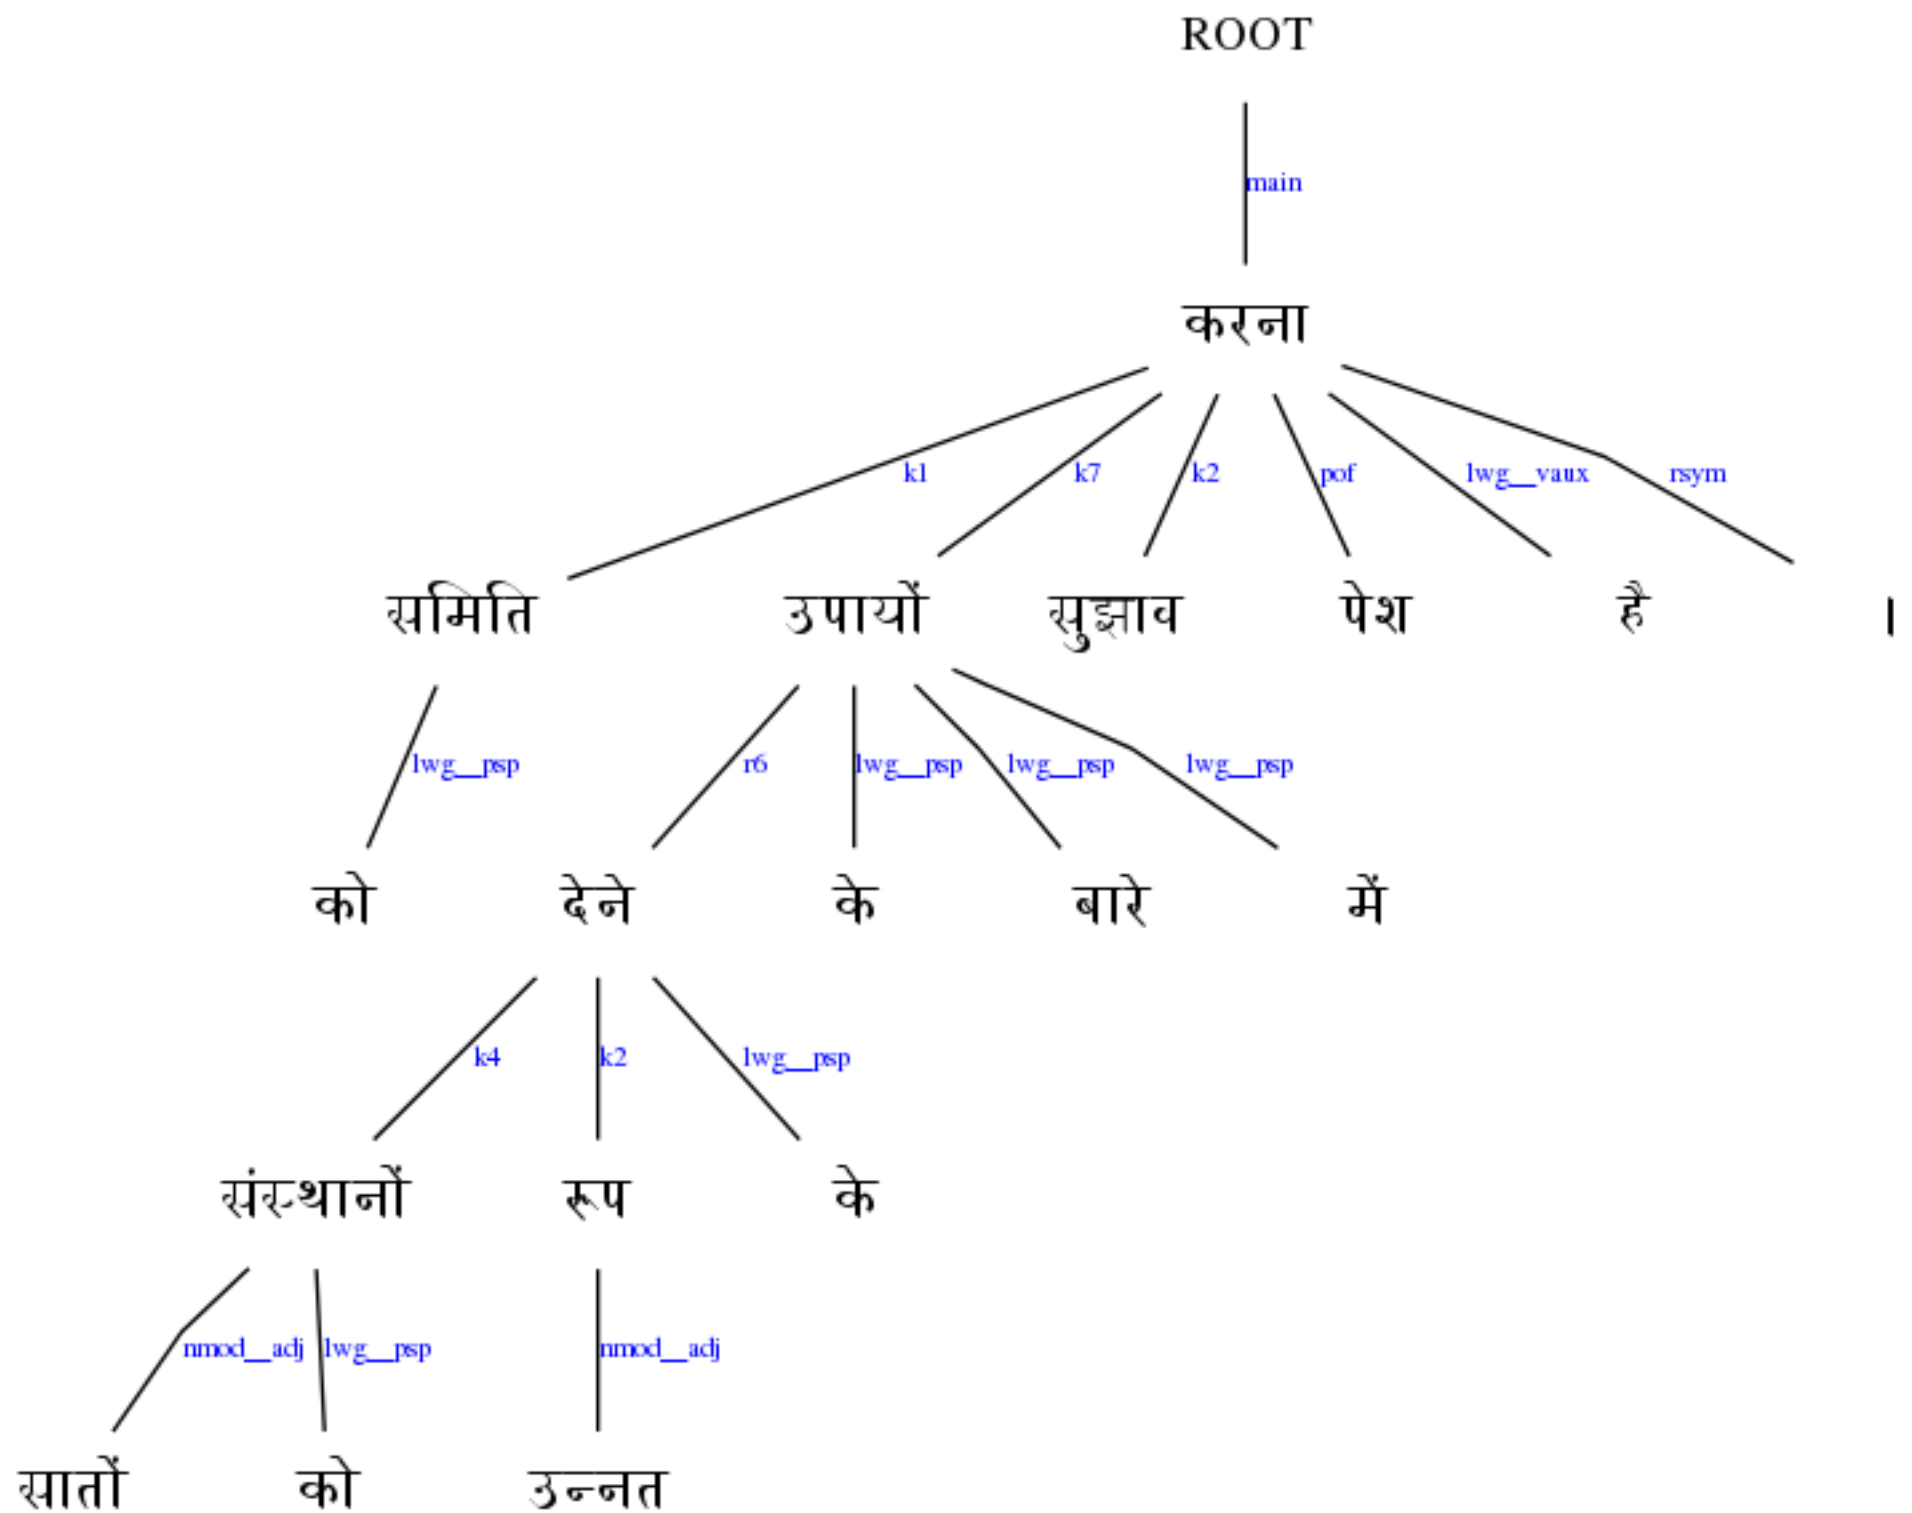 ROOT
main
करना
k1 k7 k2 pof lwg__vaux rsym
समिति उपायों सुझाव पेश है ।
lwg__psp r6 lwg__psp lwg__psp lwg__psp
को देने के बारे में
k4 k2 lwg__psp
संस्थानों रूप के
nmod__adj lwg__psp nmod__adj
सातों को उन्नत